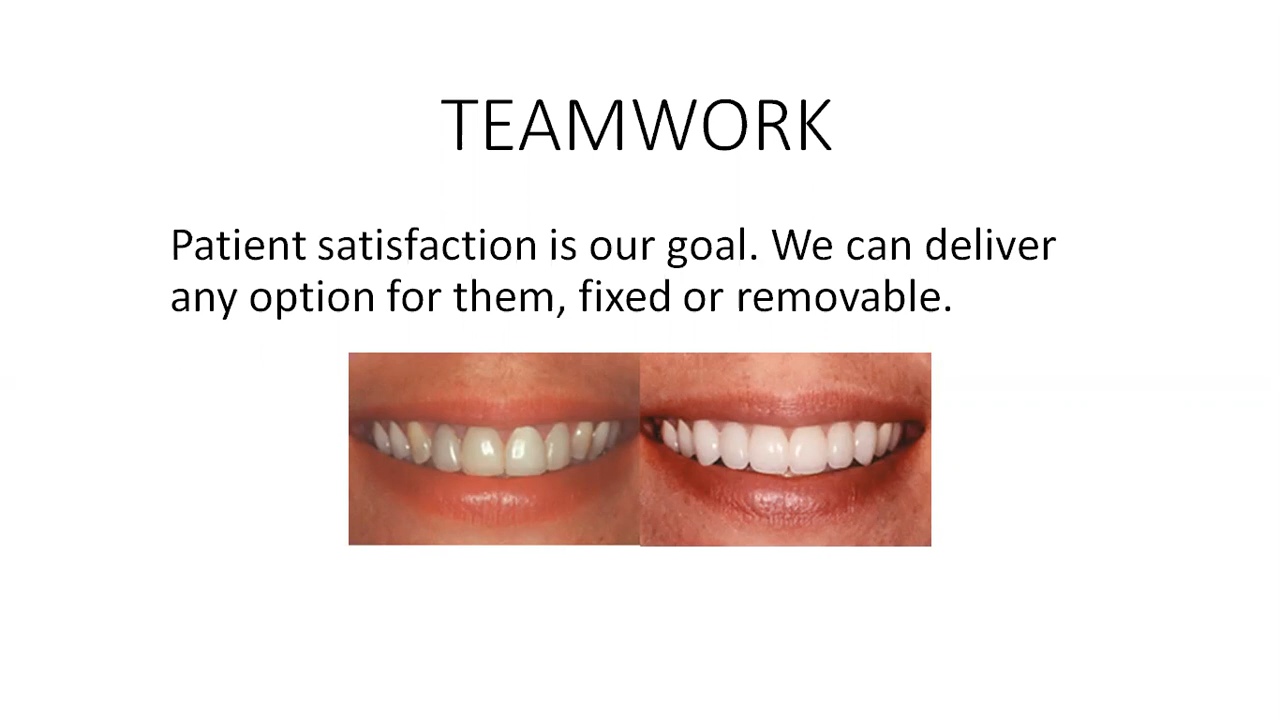 TEAMWORK
Patient satisfaction is our goal. We can deliver
any option for them, fixed or removable.